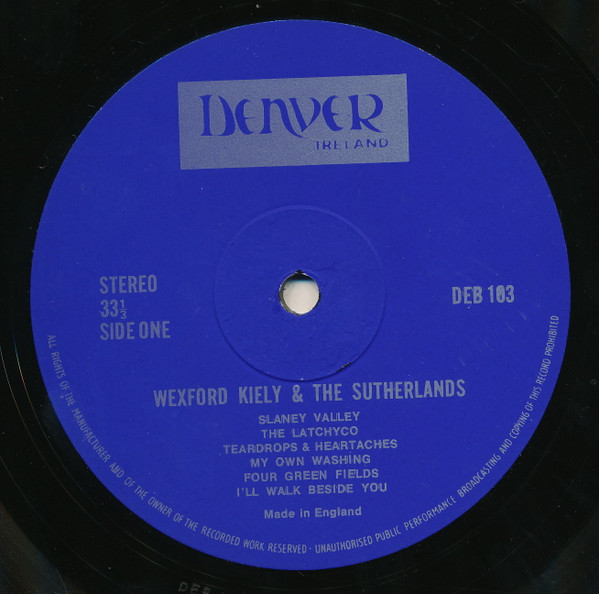 DENVER
IRELAND
STEREO
33⅓
SIDE ONE
DEB 103
WEXFORD KIELY & THE SUTHERLANDS
SLANEY VALLEY
THE LATCHYCO
TEARDROPS & HEARTACHES
MY OWN WASHING
FOUR GREEN FIELDS
I'LL WALK BESIDE YOU
Made in England
ALL RIGHTS OF THE MANUFACTURER AND OF THE OWNER OF THE RECORDED WORK RESERVED · UNAUTHORISED PUBLIC PERFORMANCE BROADCASTING AND COPYING OF THIS RECORD PROHIBITED